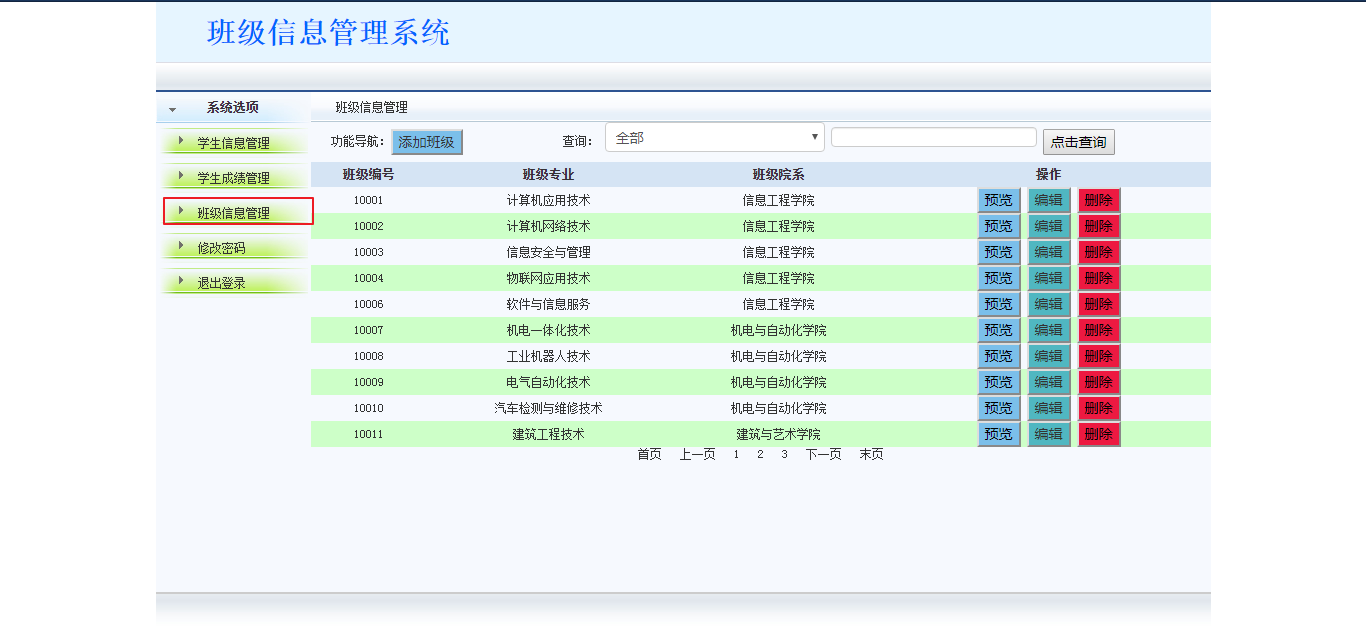 班级信息管理系统
系统选项
学生信息管理
学生成绩管理
班级信息管理
修改密码
退出登录
班级信息管理
功能导航: 添加班级 查询: 全部 点击查询
班级编号 班级专业 班级院系 操作
10001 计算机应用技术 信息工程学院 预览 编辑 删除
10002 计算机网络技术 信息工程学院 预览 编辑 删除
10003 信息安全与管理 信息工程学院 预览 编辑 删除
10004 物联网应用技术 信息工程学院 预览 编辑 删除
10006 软件与信息服务 信息工程学院 预览 编辑 删除
10007 机电一体化技术 机电与自动化学院 预览 编辑 删除
10008 工业机器人技术 机电与自动化学院 预览 编辑 删除
10009 电气自动化技术 机电与自动化学院 预览 编辑 删除
10010 汽车检测与维修技术 机电与自动化学院 预览 编辑 删除
10011 建筑工程技术 建筑与艺术学院 预览 编辑 删除
首页 上一页 1 2 3 下一页 末页